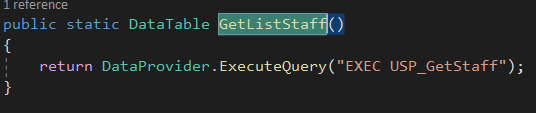 1 reference
public static DataTable GetListStaff()
{
return DataProvider.ExecuteQuery("EXEC USP_GetStaff");
}